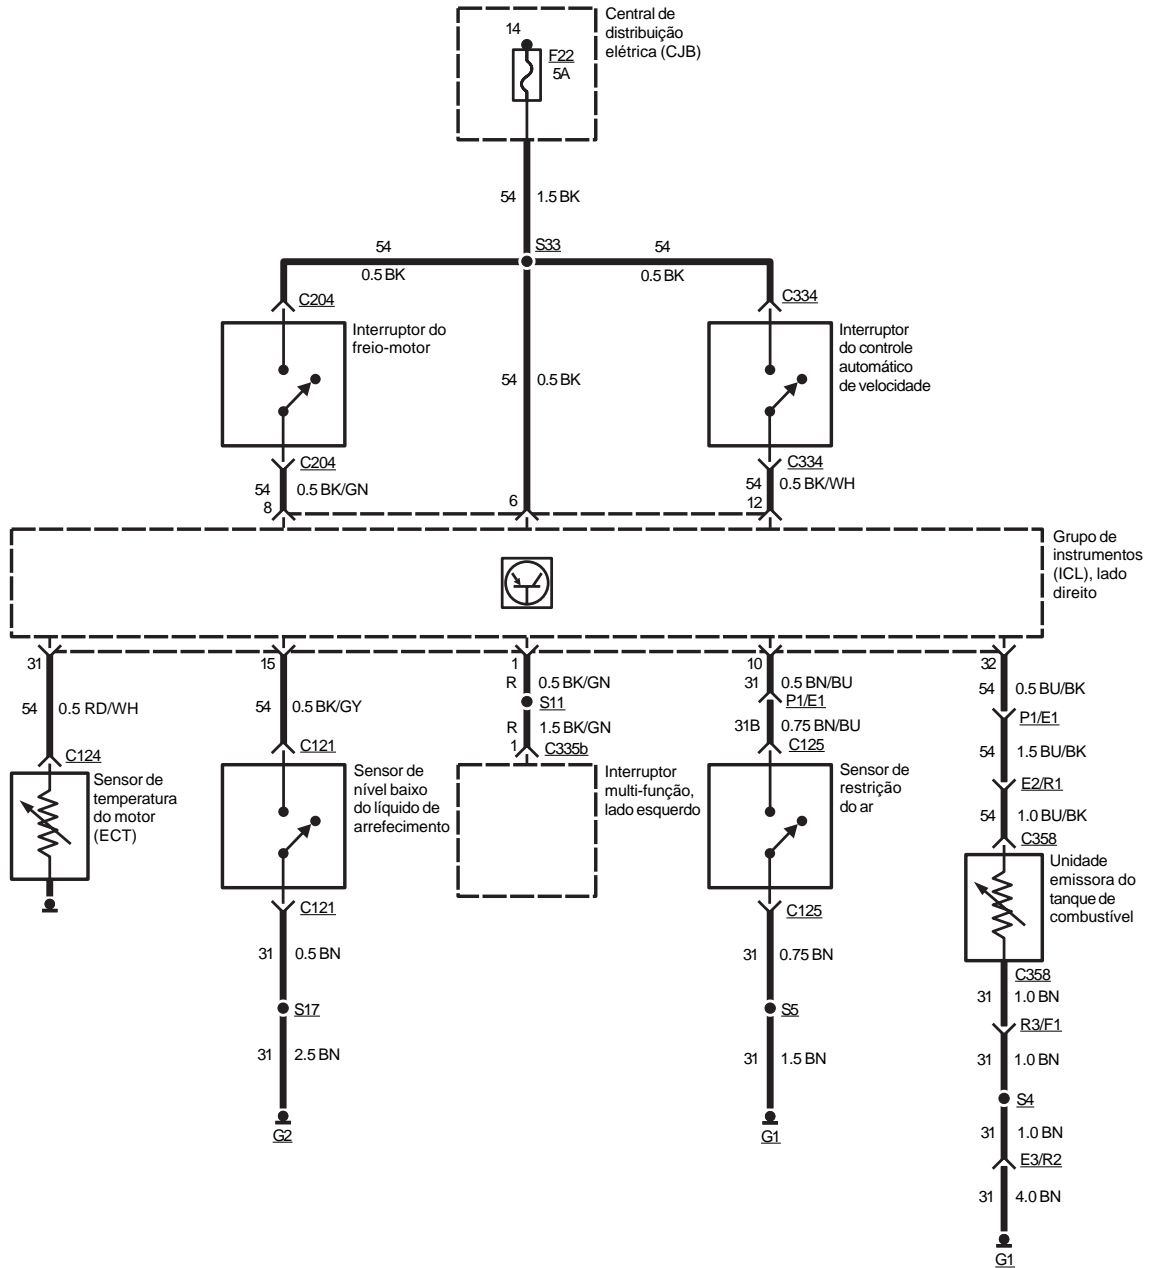 Central de
distribuição
elétrica (CJB)
14
F22
5A
54
1.5 BK
S33
54
0.5 BK
54
0.5 BK
C204
C334
Interruptor do
freio-motor
Interruptor
do controle
automático
de velocidade
54
0.5 BK
C204
C334
54
0.5 BK/GN
8
6
54
0.5 BK/WH
12
Grupo de
instrumentos
(ICL), lado
direito
31
15
1
10
32
R
0.5 BK/GN
31
0.5 BN/BU
54
0.5 BU/BK
54
0.5 RD/WH
54
0.5 BK/GY
S11
P1/E1
P1/E1
R
1.5 BK/GN
31B
0.75 BN/BU
C124
C121
1
C335b
C125
54
1.5 BU/BK
Sensor de
temperatura
do motor
(ECT)
Sensor de
nível baixo
do líquido de
arrefecimento
Interruptor
multi-função,
lado esquerdo
Sensor de
restrição
do ar
E2/R1
54
1.0 BU/BK
C358
Unidade
emissora do
tanque de
combustível
C121
C125
31
0.5 BN
31
0.75 BN
C358
31
1.0 BN
S17
S5
R3/F1
31
2.5 BN
31
1.5 BN
31
1.0 BN
S4
G2
G1
31
1.0 BN
E3/R2
31
4.0 BN
G1